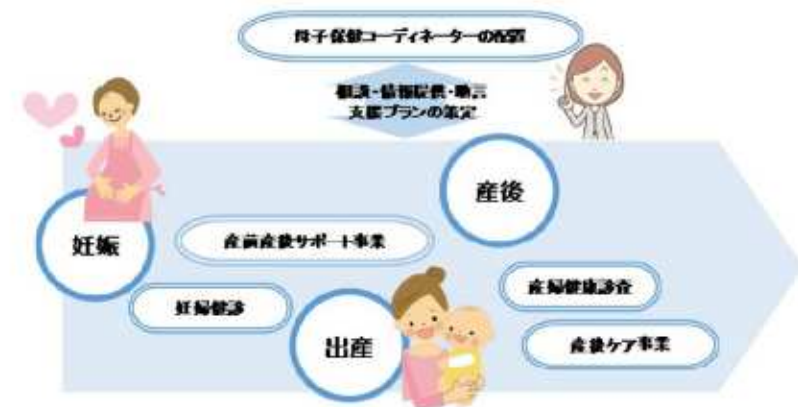 母子保健コーディネーターの配置
相談・情報提供・助言
支援プランの策定
産後
妊娠
産前産後サポート事業
産婦健康診査
妊婦健診
出産
産後ケア事業